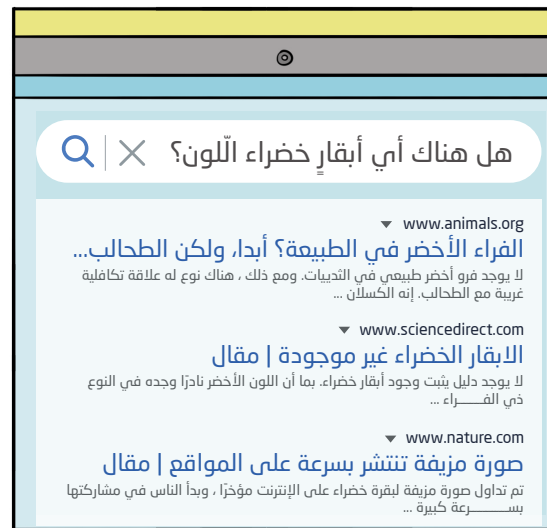 هل هناك أي أبقارٍ خضراء الّلون؟
www.animals.org
الفراء الأخضر في الطبيعة؟ أبدا، ولكن الطحالب...
لا يوجد فرو أخضر طبيعي في الثدييات. ومع ذلك ، هناك نوع له علاقة تكافلية
غريبة مع الطحالب. إنه الكسلان ...
www.sciencedirect.com
الابقار الخضراء غير موجودة | مقال
لا يوجد دليل يثبت وجود أبقار خضراء. بما أن اللون الأخضر نادرًا وجده في النوع
ذي الفــــــراء ...
www.nature.com
صورة مزيفة تنتشر بسرعة على المواقع | مقال
تم تداول صورة مزيفة لبقرة خضراء على الإنترنت مؤخرًا ، وبدأ الناس في مشاركتها
بســــــــرعة كبيرة ...